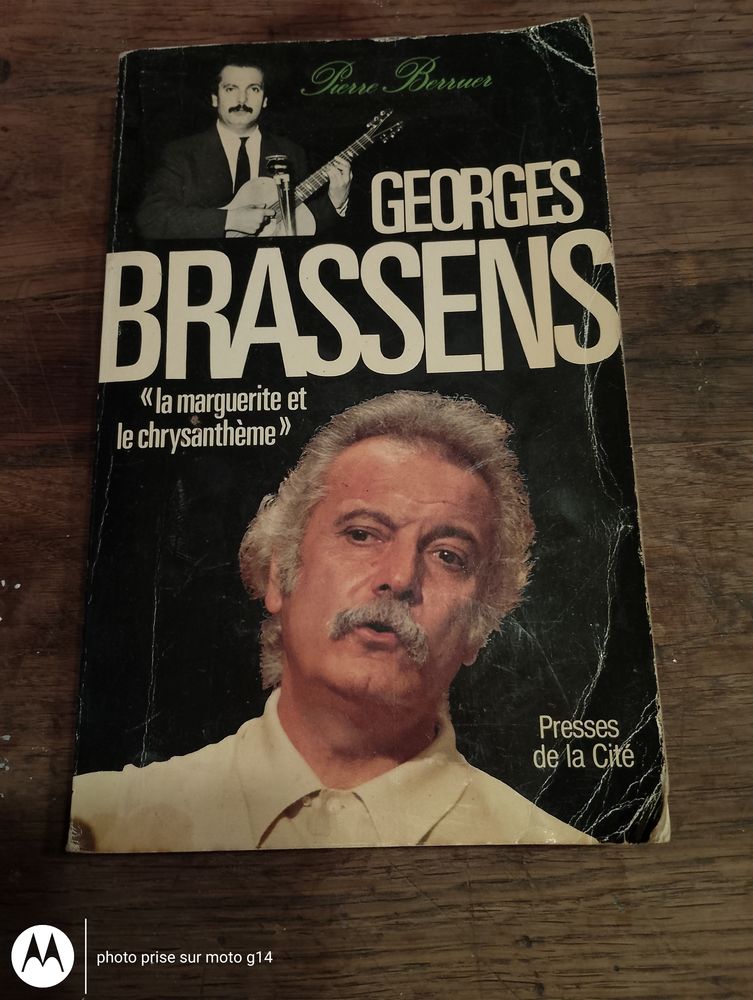 Pierre Berruer
GEORGES
BRASSENS
« la marguerite et
le chrysanthème »
Presses
de la Cité
photo prise sur moto g14